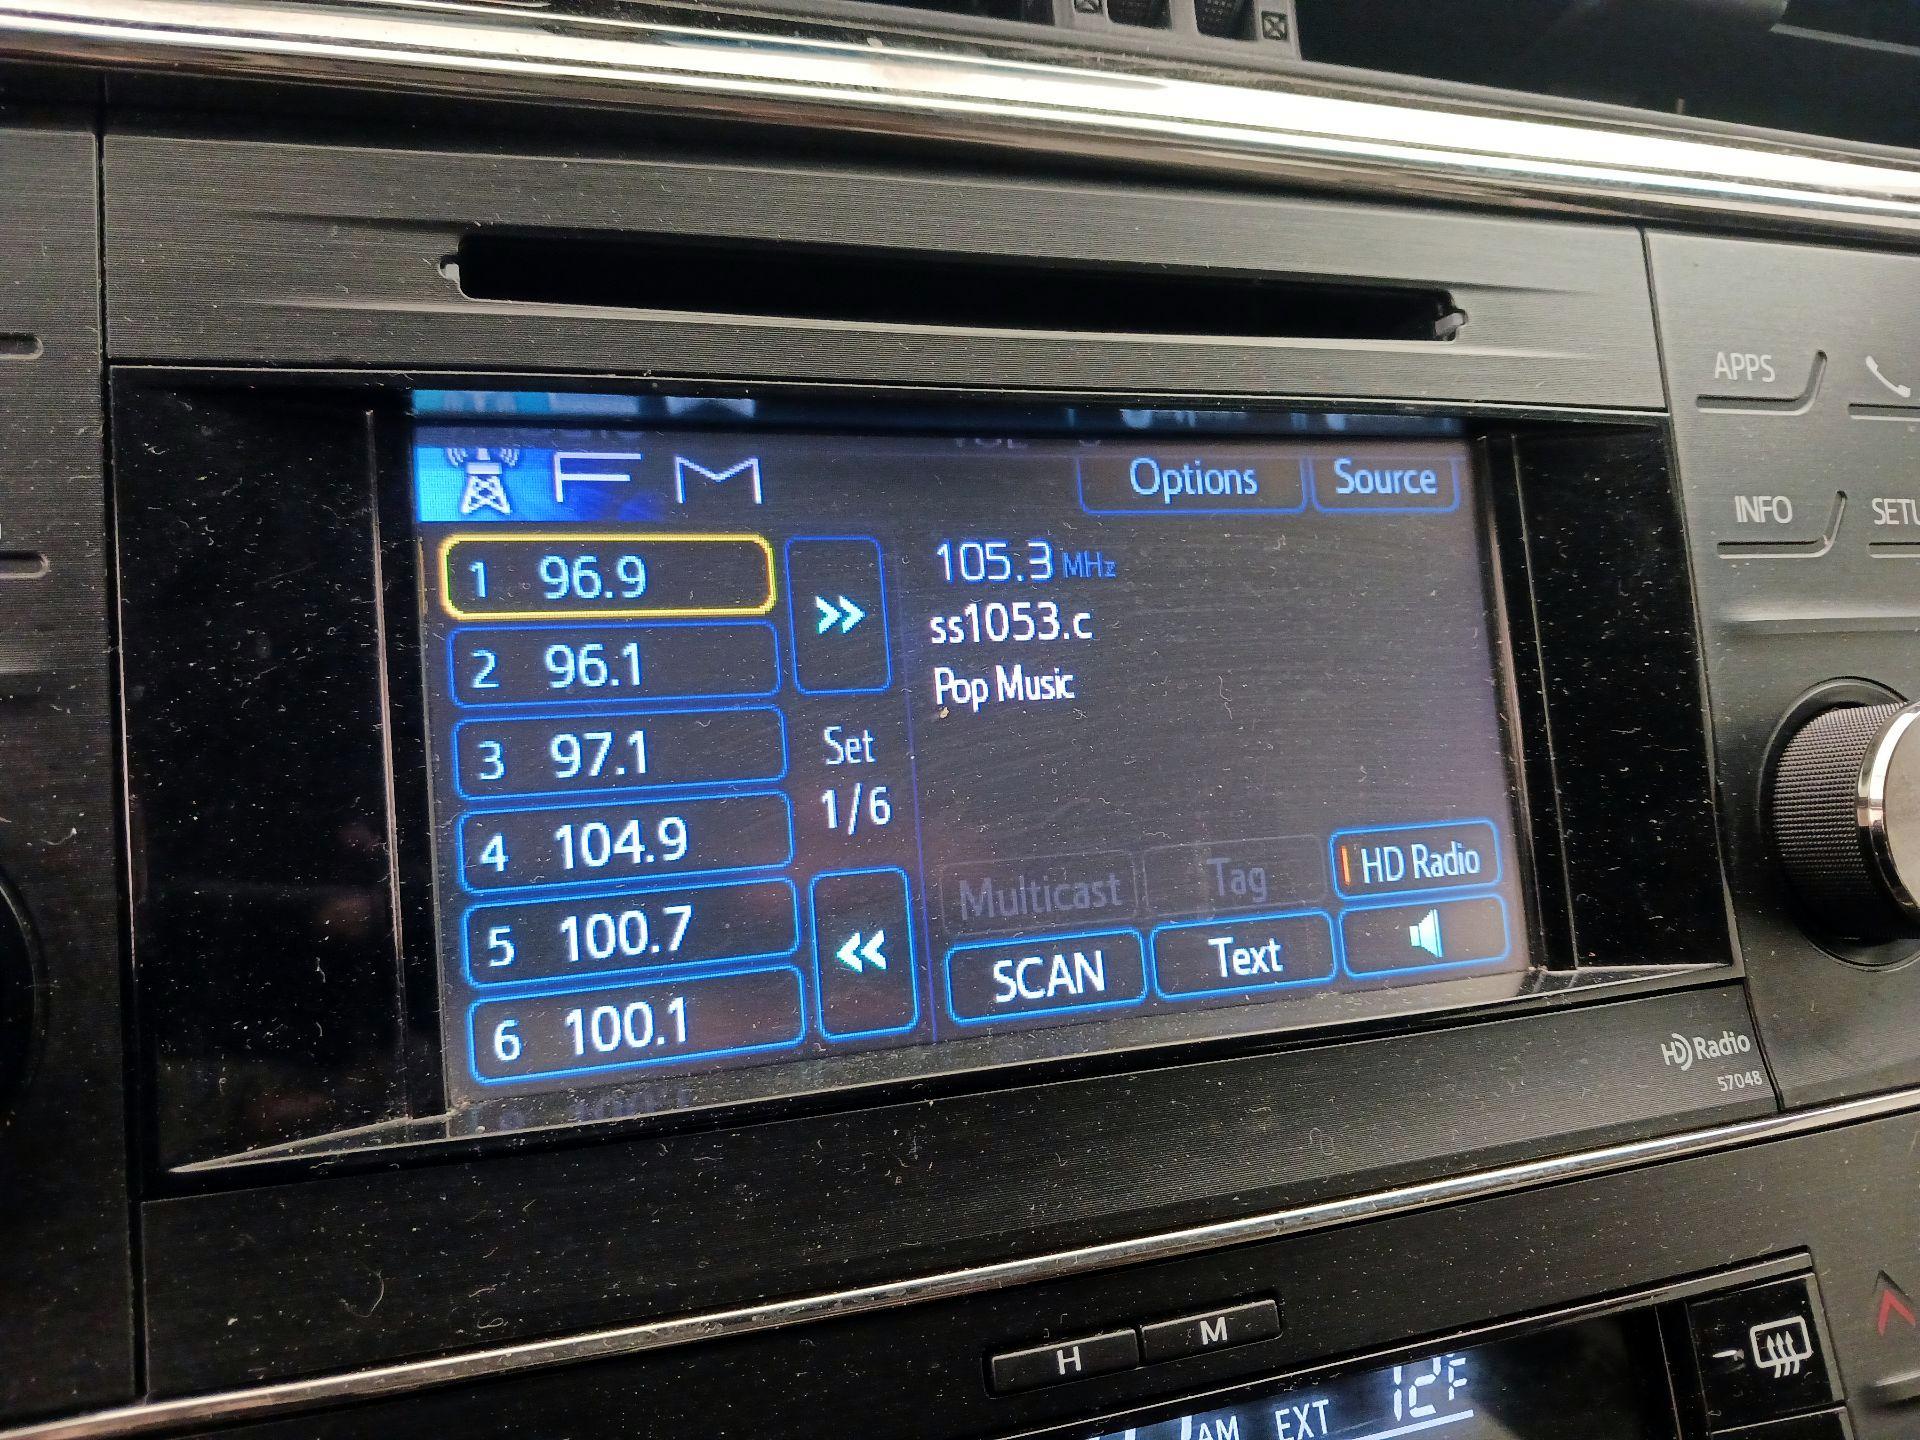 APPS
INFO
SETU
FM
Options
Source
1 96.9
2 96.1
3 97.1
4 104.9
5 100.7
6 100.1
Set
1/6
105.3 MHz
ss1053.c
Pop Music
Multicast
Tag
HD Radio
SCAN
Text
HD Radio
57048
H
M
AM EXT 12F